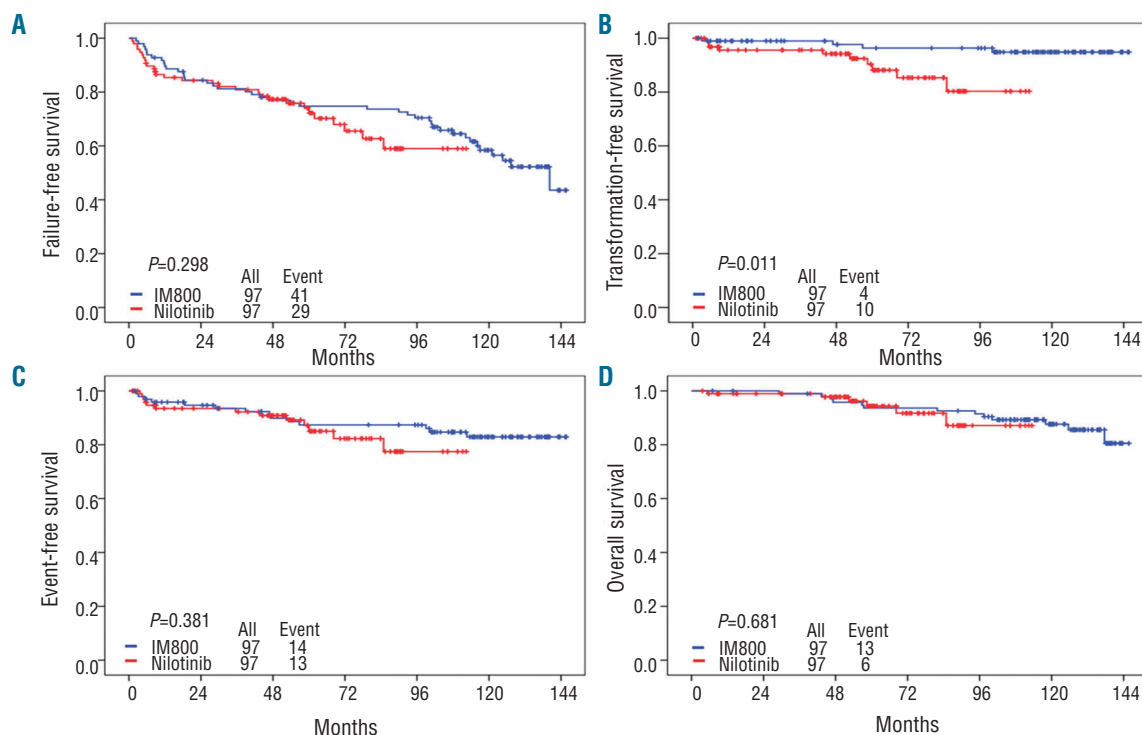 A
Failure-free survival
1.0
0.8
0.6
0.4
0.2
0.0
P=0.298
All Event
IM800 97 41
Nilotinib 97 29
0 24 48 72 96 120 144
Months
B
Transformation-free survival
1.0
0.8
0.6
0.4
0.2
0.0
P=0.011
All Event
IM800 97 4
Nilotinib 97 10
0 24 48 72 96 120 144
Months
C
Event-free survival
1.0
0.8
0.6
0.4
0.2
0.0
P=0.381
All Event
IM800 97 14
Nilotinib 97 13
0 24 48 72 96 120 144
Months
D
Overall survival
1.0
0.8
0.6
0.4
0.2
0.0
P=0.681
All Event
IM800 97 13
Nilotinib 97 6
0 24 48 72 96 120 144
Months